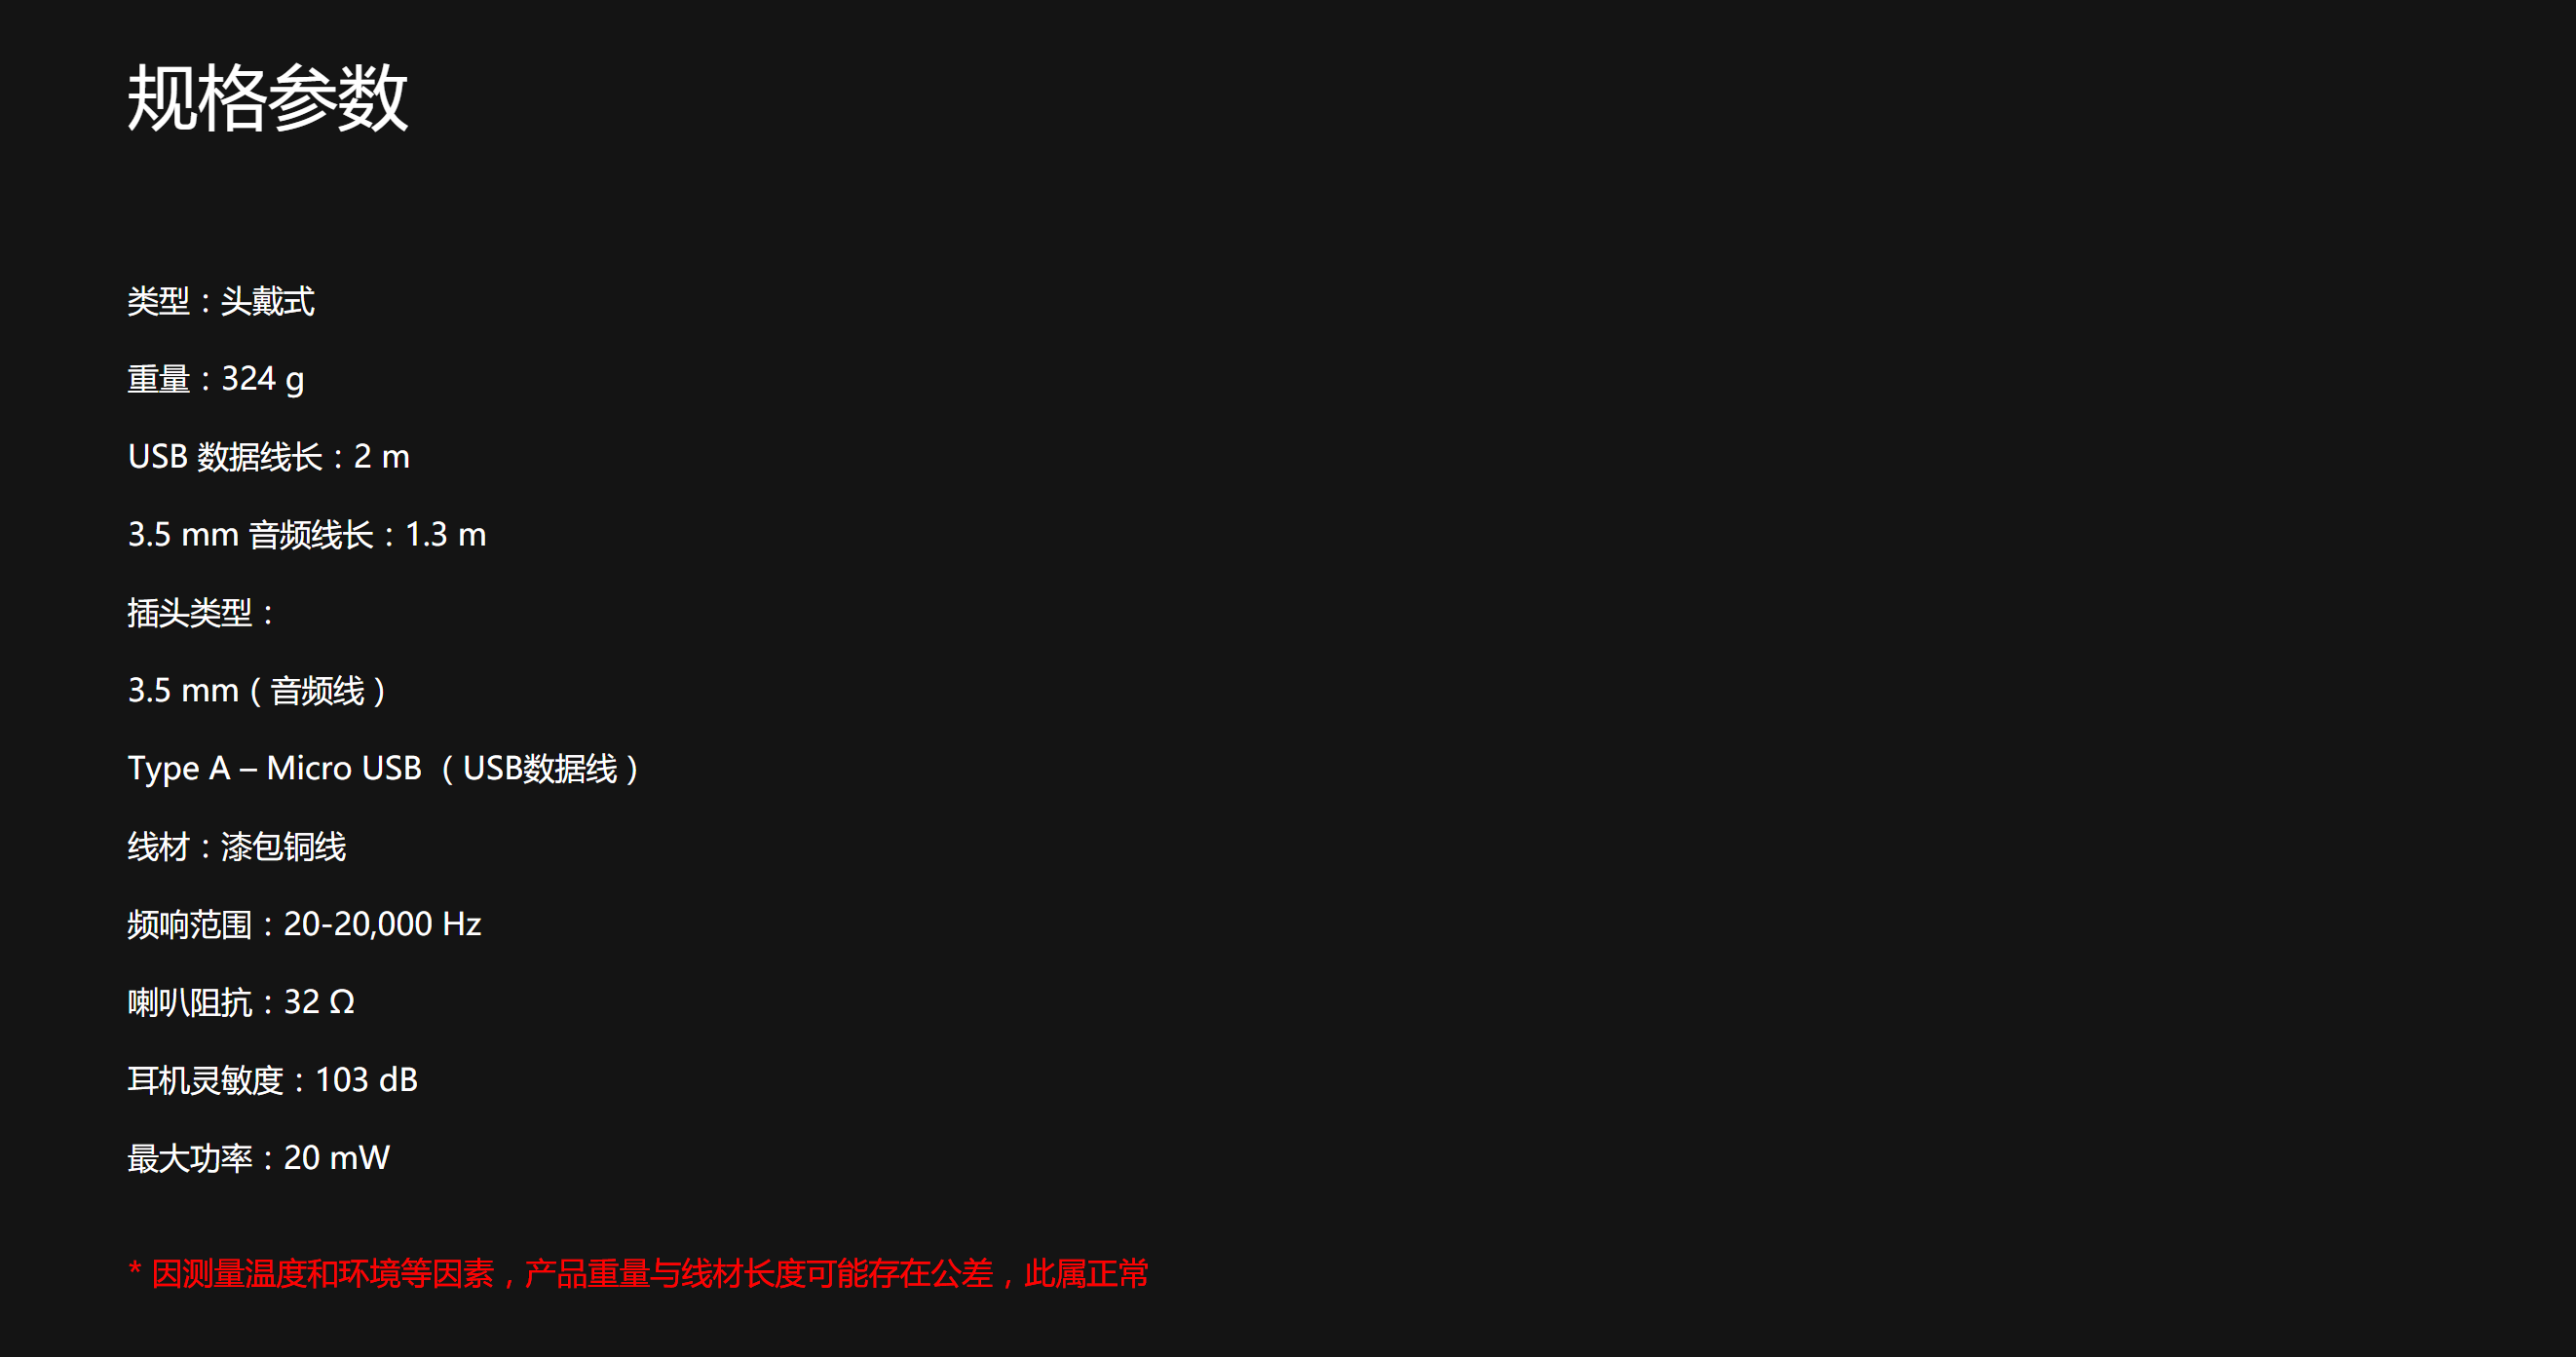 规格参数
类型：头戴式
重量：324 g
USB 数据线长：2 m
3.5 mm 音频线长：1.3 m
插头类型：
3.5 mm（音频线）
Type A – Micro USB （USB数据线）
线材：漆包铜线
频响范围：20-20,000 Hz
喇叭阻抗：32 Ω
耳机灵敏度：103 dB
最大功率：20 mW
* 因测量温度和环境等因素，产品重量与线材长度可能存在公差，此属正常